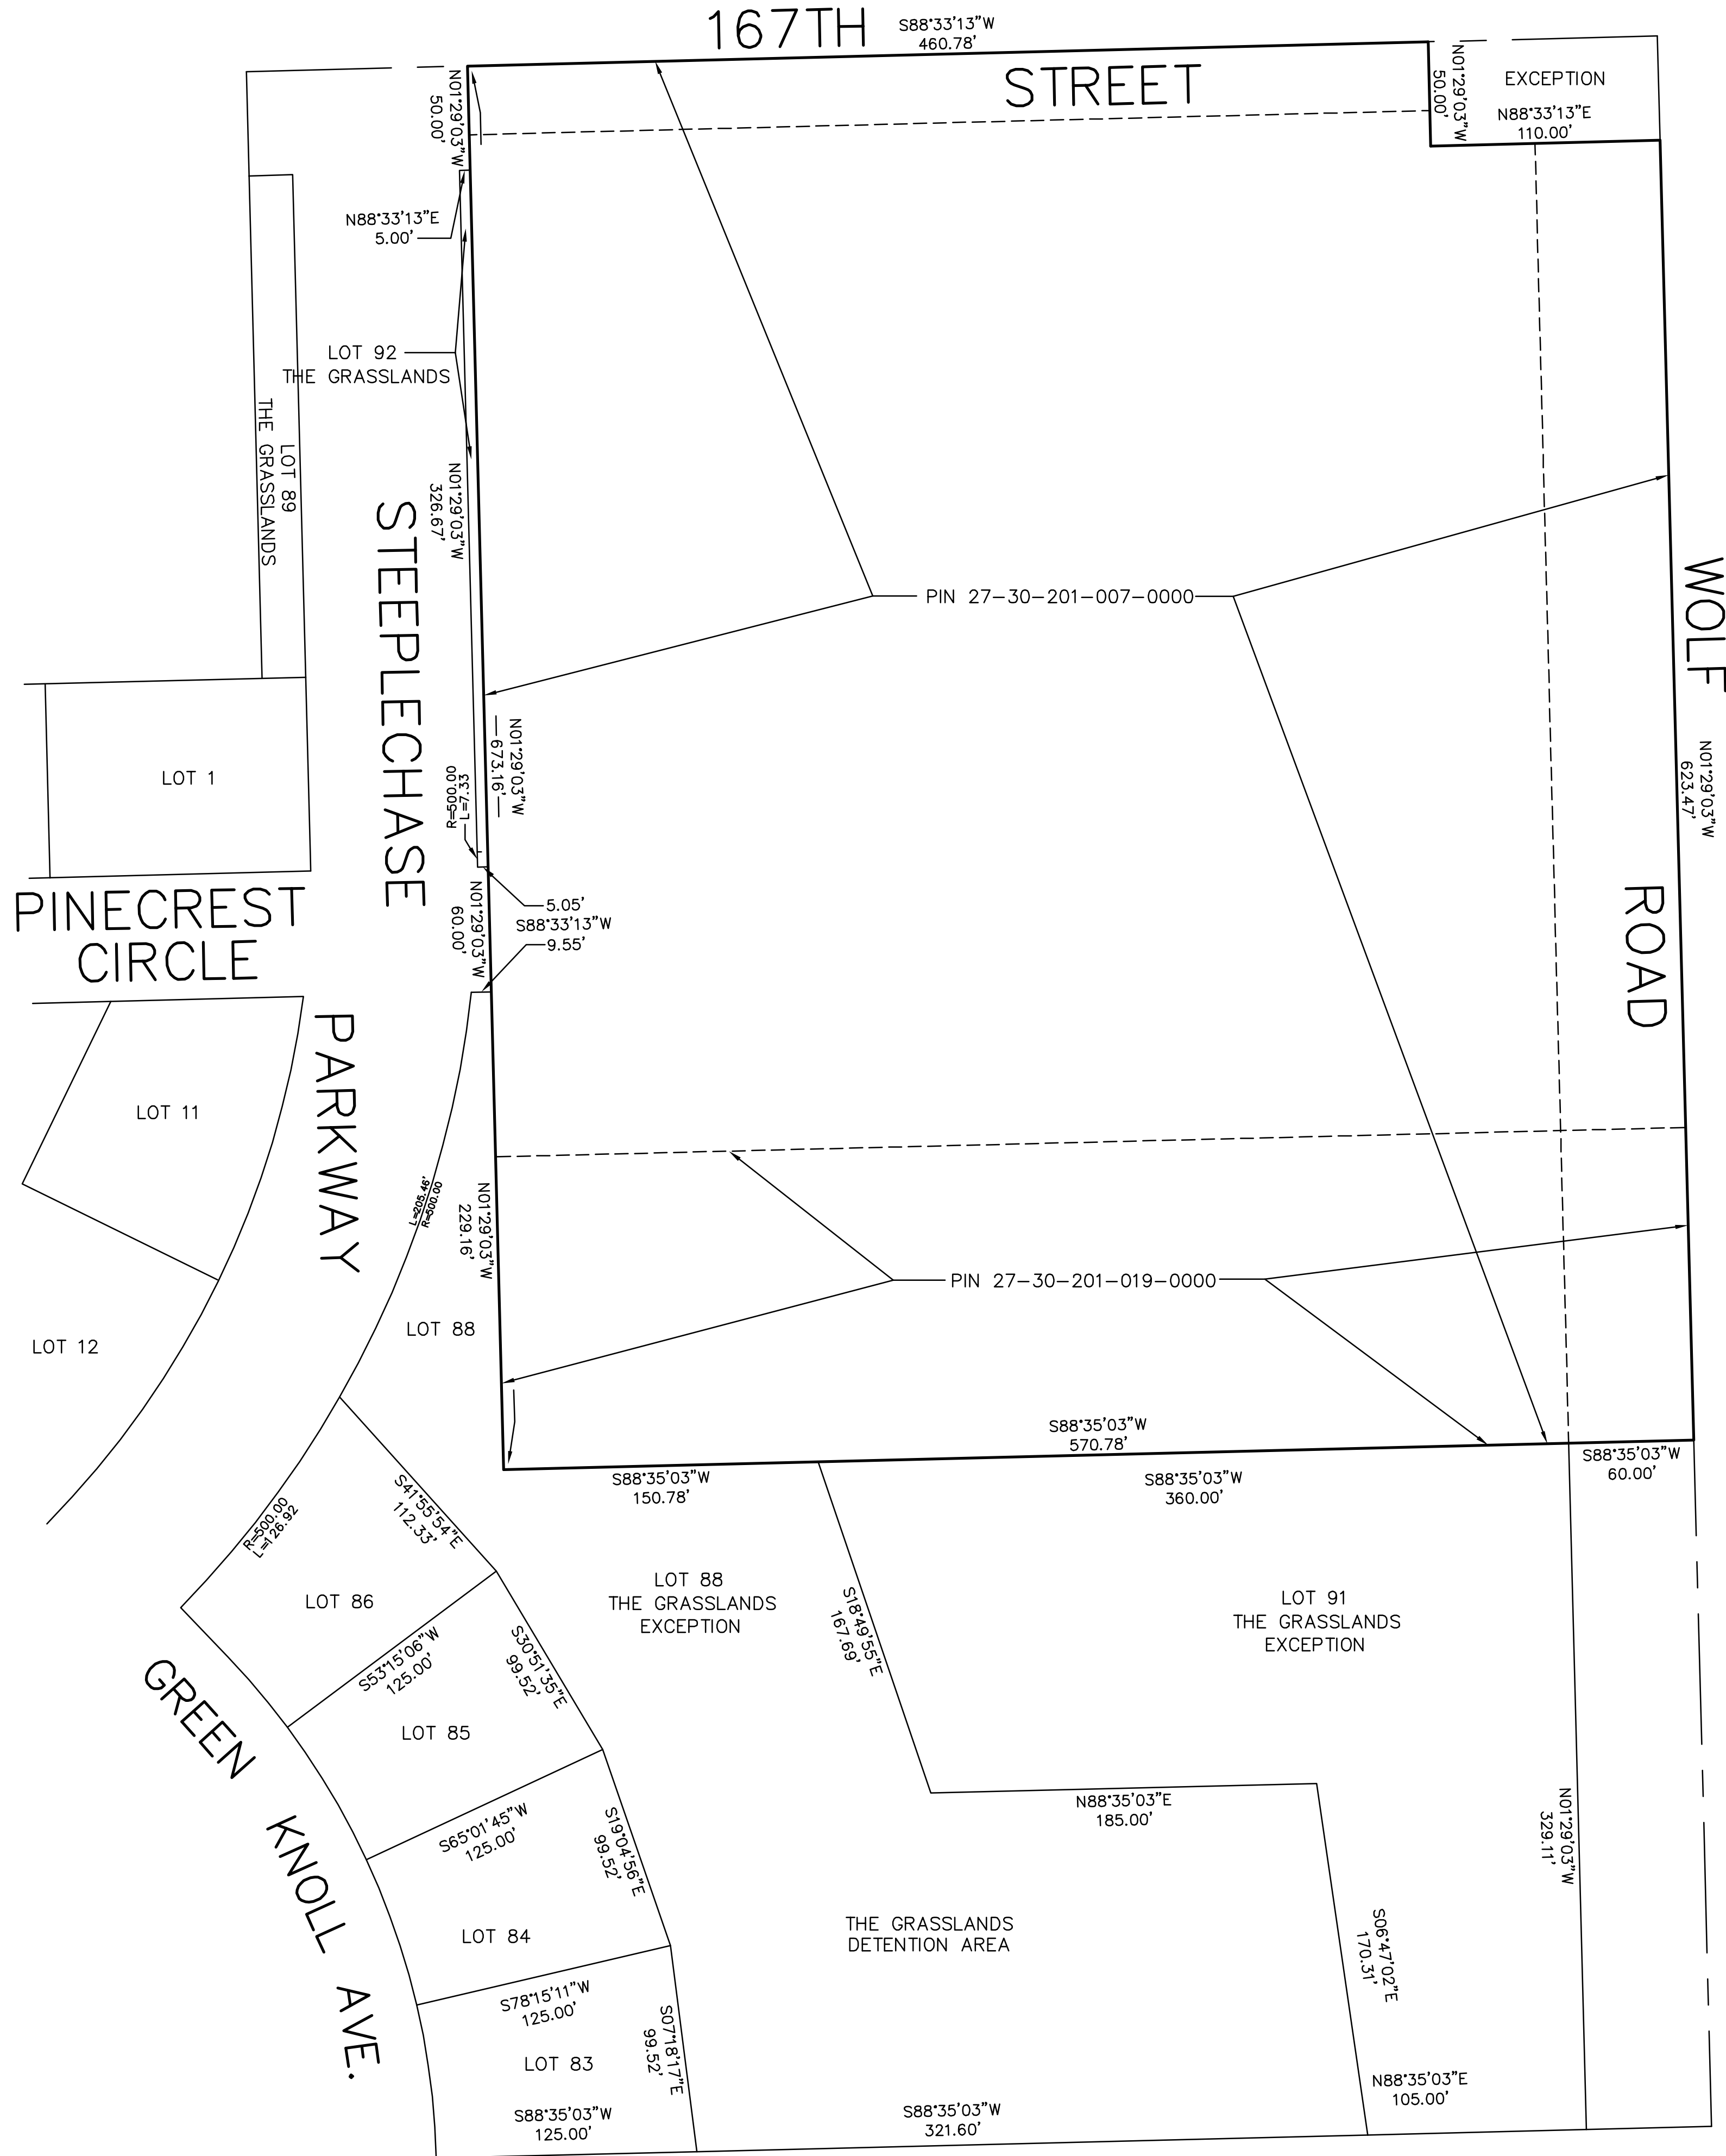 167TH
S88°33'13"W
460.78'
STREET
N01°29'03"W
50.00'
N01°29'03"W
50.00'
EXCEPTION
N88°33'13"E
110.00'
N88°33'13"E
5.00'
LOT 92
THE GRASSLANDS
LOT 89
THE GRASSLANDS
N01°29'03"W
326.67'
STEEPLECHASE
PIN 27-30-201-007-0000
WOLF
N01°29'03"W
673.16'
N01°29'03"W
623.47'
LOT 1
L=7.33
R=500.00
PINECREST
CIRCLE
N01°29'03"W
60.00'
5.05'
S88°33'13"W
9.55'
ROAD
PARKWAY
LOT 11
L=205.46'
R=500.00
N01°29'03"W
229.16'
PIN 27-30-201-019-0000
LOT 88
LOT 12
S88°35'03"W
570.78'
S88°35'03"W
150.78'
S88°35'03"W
360.00'
S88°35'03"W
60.00'
S41°55'54"E
112.33'
R=500.00
L=126.92
LOT 86
LOT 88
THE GRASSLANDS
EXCEPTION
S18°49'55"E
167.69'
LOT 91
THE GRASSLANDS
EXCEPTION
S53°15'06"W
125.00'
S30°51'35"E
99.52'
GREEN
LOT 85
N88°35'03"E
185.00'
N01°29'03"W
329.11'
S65°01'45"W
125.00'
S19°04'56"E
99.52'
KNOLL
LOT 84
THE GRASSLANDS
DETENTION AREA
S06°47'02"E
170.31'
S78°15'11"W
125.00'
AVE.
LOT 83
S07°18'17"E
99.52'
N88°35'03"E
105.00'
S88°35'03"W
125.00'
S88°35'03"W
321.60'